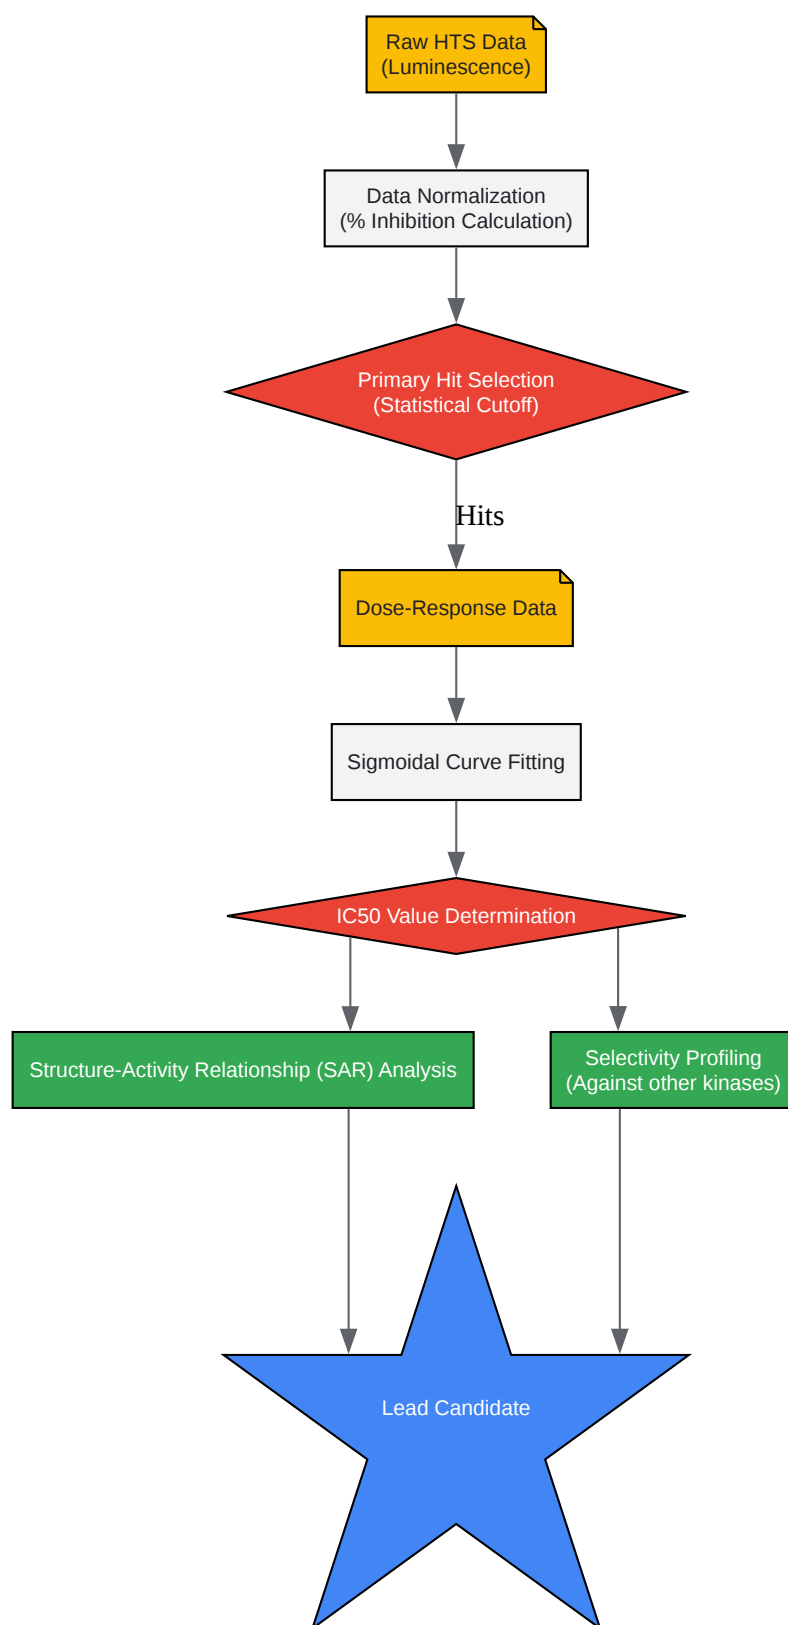 Raw HTS Data
(Luminescence)
Data Normalization
(% Inhibition Calculation)
Primary Hit Selection
(Statistical Cutoff)
Hits
Dose-Response Data
Sigmoidal Curve Fitting
IC50 Value Determination
Structure-Activity Relationship (SAR) Analysis
Selectivity Profiling
(Against other kinases)
Lead Candidate